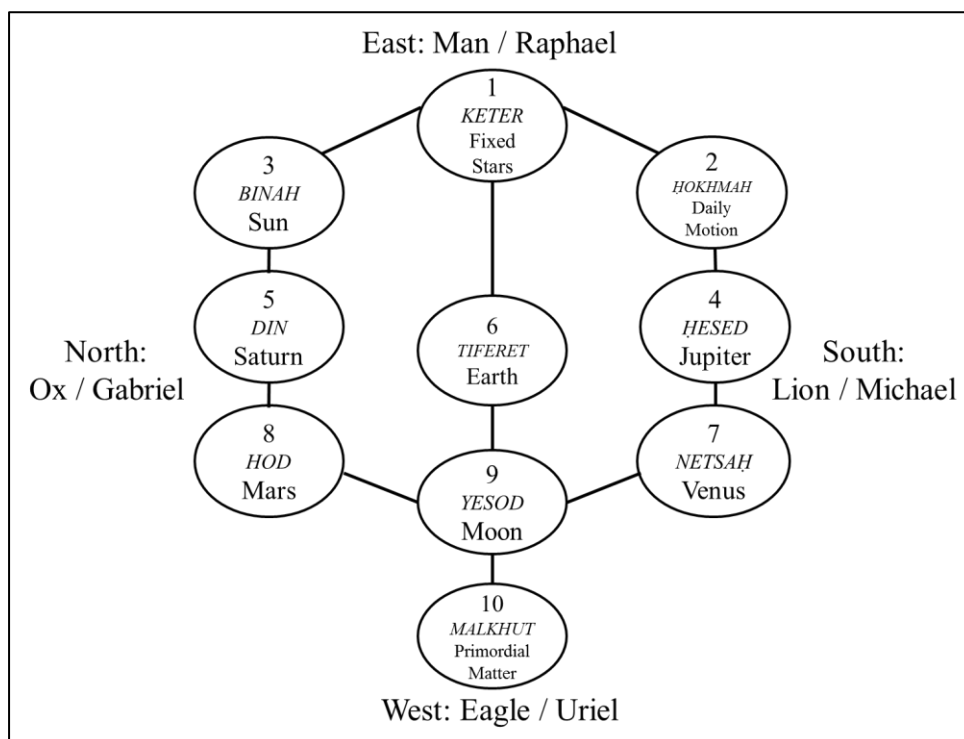 East: Man / Raphael
1
KETER
Fixed
Stars
3
BINAH
Sun
2
ḤOKHMAH
Daily
Motion
5
DIN
Saturn
6
TIFERET
Earth
4
ḤESED
Jupiter
North:
Ox / Gabriel
South:
Lion / Michael
8
HOD
Mars
9
YESOD
Moon
7
NETSAḤ
Venus
10
MALKHUT
Primordial
Matter
West: Eagle / Uriel